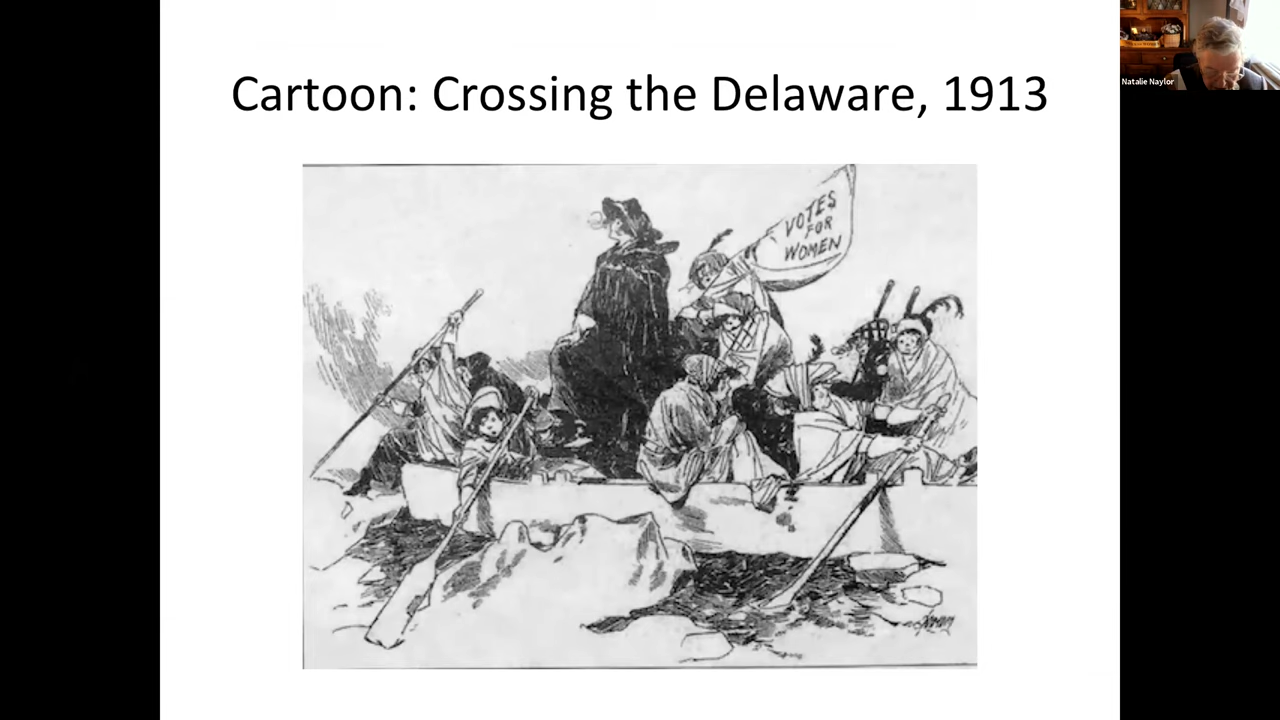 Cartoon: Crossing the Delaware, 1913
VOTES
FOR
WOMEN
Natalie Naylor